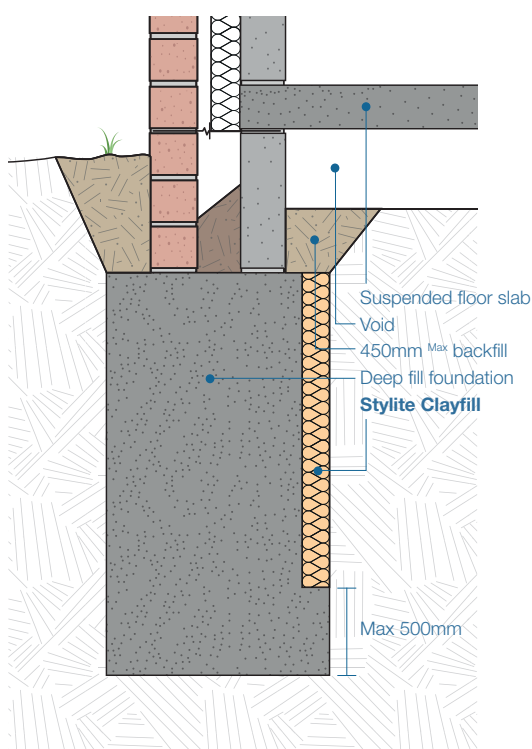 Suspended floor slab
Void
450mm Max backfill
Deep fill foundation
Stylite Clayfill
Max 500mm